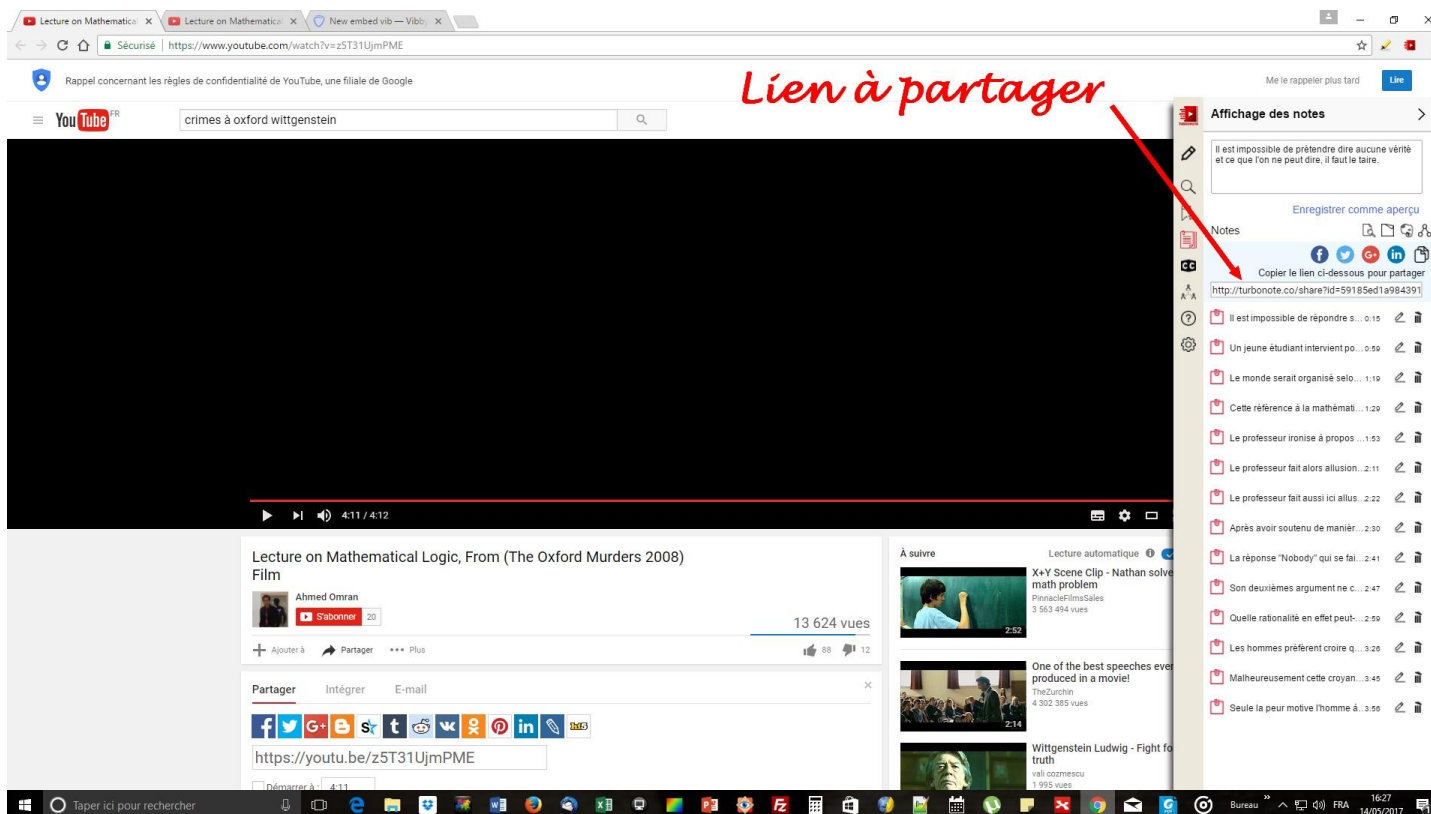 Lecture on Mathematical
Lecture on Mathematical
New embed vib — Vibby
Sécurisé | https://www.youtube.com/watch?v=z5T31UjmPME
Rappel concernant les règles de confidentialité de YouTube, une filiale de Google
Me le rappeler plus tard
Lire
Lien à partager
YouTube FR
crimes à oxford wittgenstein
Affichage des notes
Il est impossible de prétendre dire aucune vérité
et ce que l'on ne peut dire, il faut le taire.
Enregistrer comme aperçu
Notes
Copier le lien ci-dessous pour partager
http://turbonote.co/share?id=59185ed1a984391
CC
Il est impossible de répondre s... 0:15
Un jeune étudiant intervient po... 0:59
Le monde serait organisé selo... 1:19
Cette référence à la mathémati... 1:29
Le professeur ironise à propos ... 1:53
Le professeur fait alors allusion... 2:11
Le professeur fait aussi ici allus... 2:22
Après avoir soutenu de manièr... 2:30
La réponse "Nobody" qui se fai... 2:41
Son deuxièmes argument ne c... 2:47
Quelle rationalité en effet peut-... 2:59
Les hommes préfèrent croire q... 3:26
Malheureusement cette croyan... 3:45
Seule la peur motive l'homme à... 3:56
4:11 / 4:12
Lecture on Mathematical Logic, From (The Oxford Murders 2008)
Film
Ahmed Omran
S'abonner 20
13 624 vues
Ajouter à Partager Plus
88 12
Partager Intégrer E-mail
https://youtu.be/z5T31UjmPME
Démarrer à : 4:11
À suivre
Lecture automatique
X+Y Scene Clip - Nathan solve
math problem
PinnacleFilmsSales
3 563 494 vues
2:52
One of the best speeches ever
produced in a movie!
TheZurchin
4 302 385 vues
2:14
Wittgenstein Ludwig - Fight fo
truth
vali cozmescu
1 995 vues
Taper ici pour rechercher
Bureau
FRA
16:27
14/05/2017